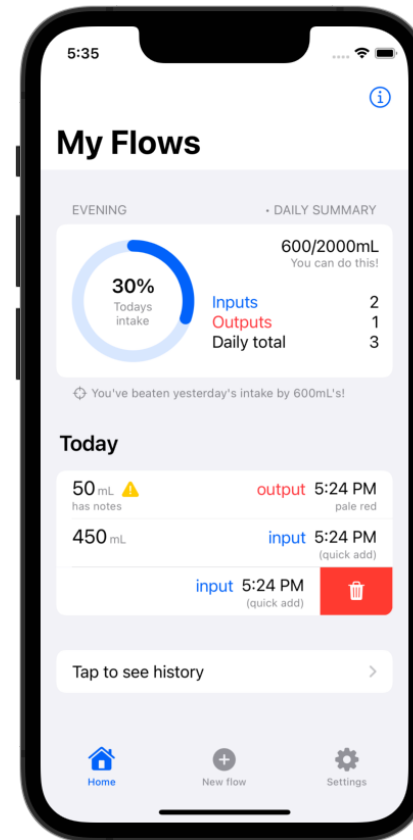 5:35
My Flows
EVENING
• DAILY SUMMARY
30%
Todays
intake
600/2000mL
You can do this!
Inputs 2
Outputs 1
Daily total 3
You've beaten yesterday's intake by 600mL's!
Today
50 mL output 5:24 PM
has notes pale red
450 mL input 5:24 PM
(quick add)
input 5:24 PM
(quick add)
Tap to see history
Home New flow Settings